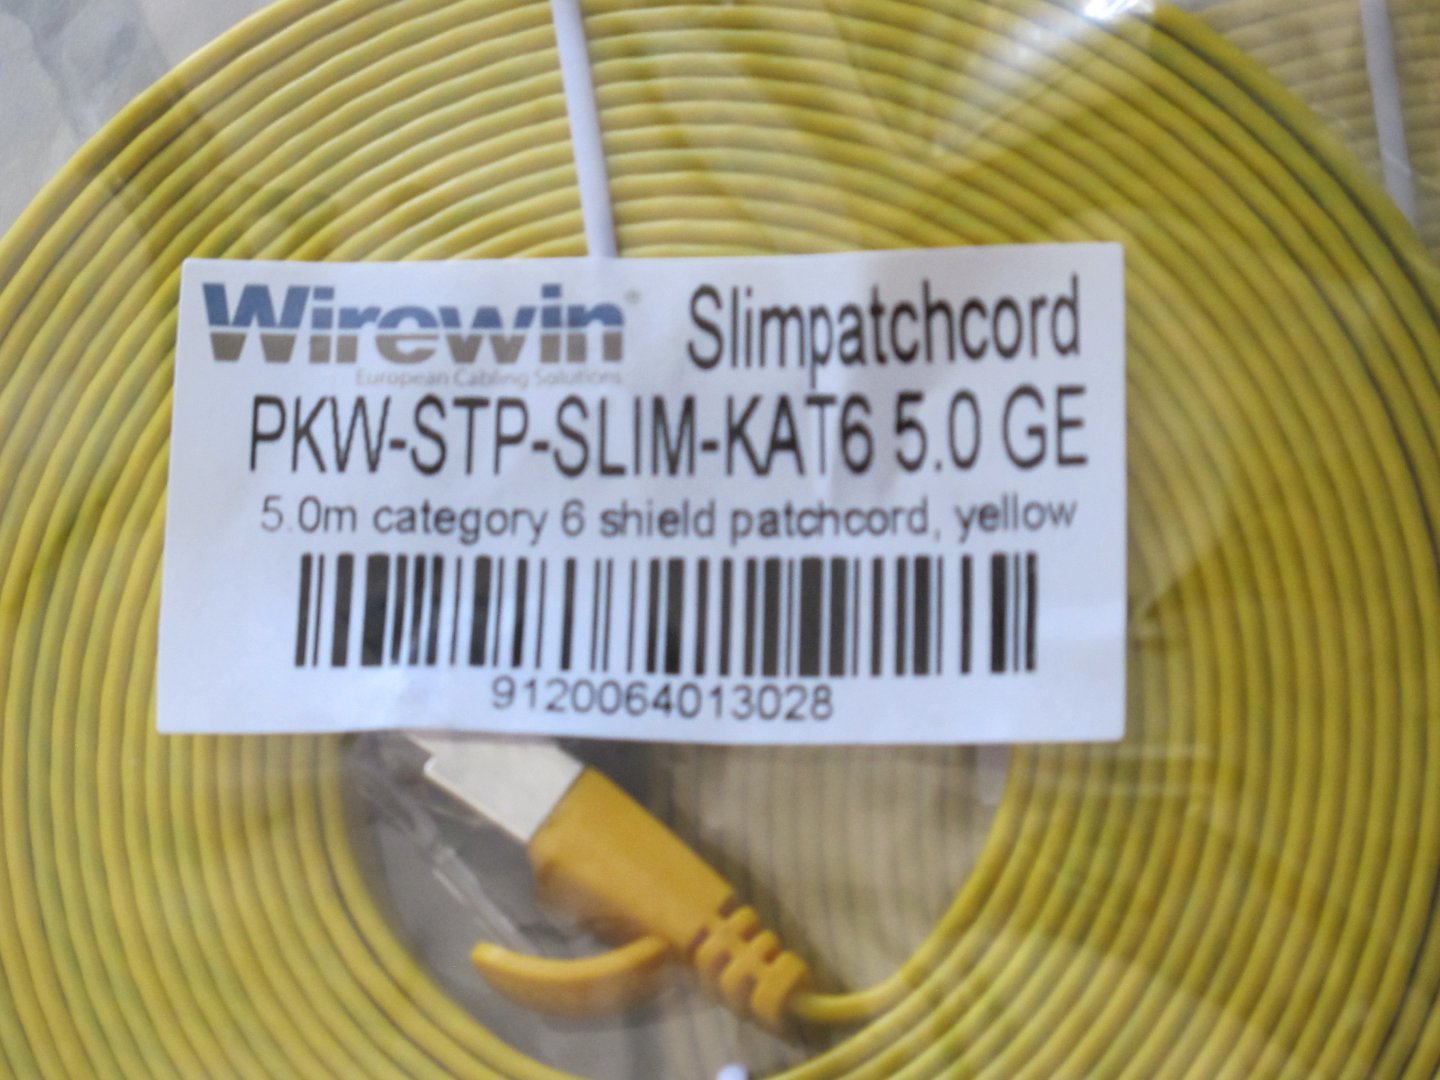 Wirewin® Slimpatchcord
European Cabling Solutions
PKW-STP-SLIM-KAT6 5.0 GE
5.0m category 6 shield patchcord, yellow
9120064013028